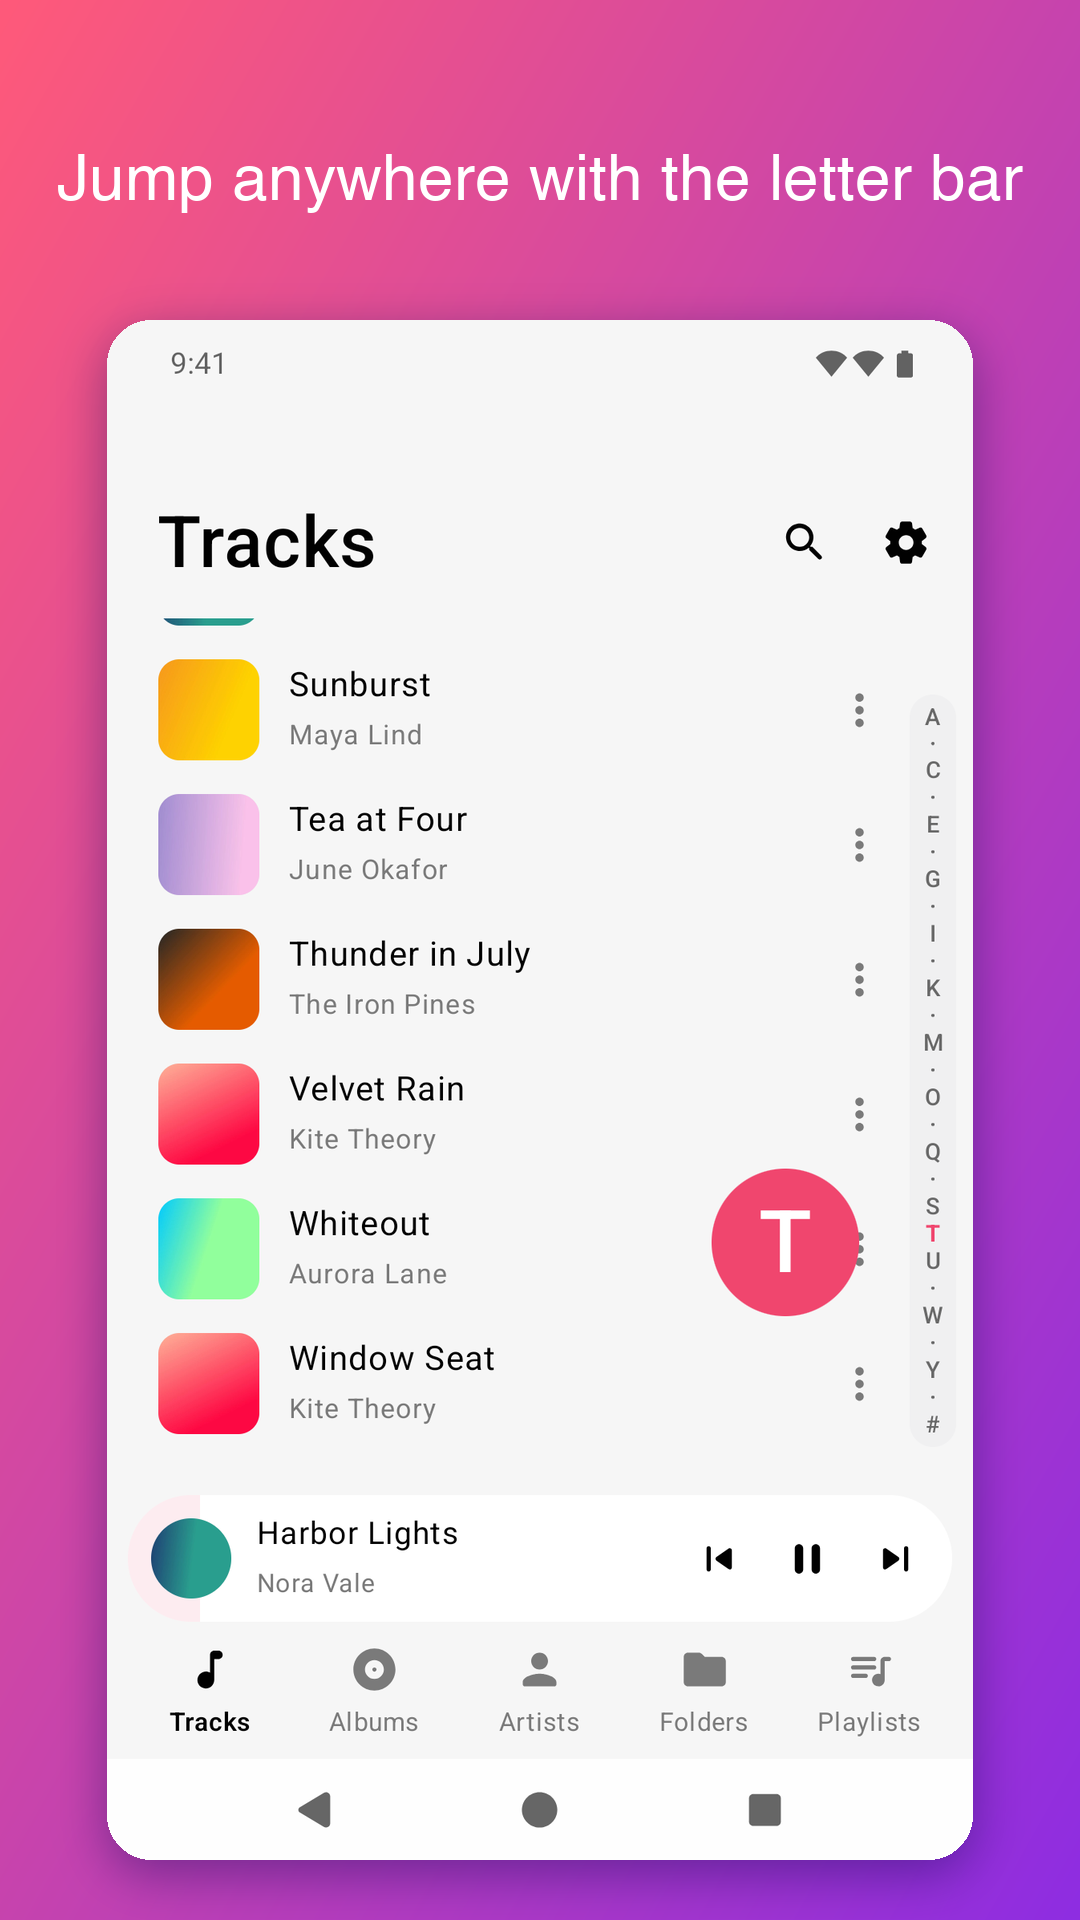 Jump anywhere with the letter bar
9:41
Tracks
Sunburst
Maya Lind
Tea at Four
June Okafor
Thunder in July
The Iron Pines
Velvet Rain
Kite Theory
Whiteout
Aurora Lane
Window Seat
Kite Theory
T
A
·
C
·
E
·
G
·
I
·
K
·
M
·
O
·
Q
·
S
T
U
·
W
·
Y
·
#
Harbor Lights
Nora Vale
Tracks Albums Artists Folders Playlists